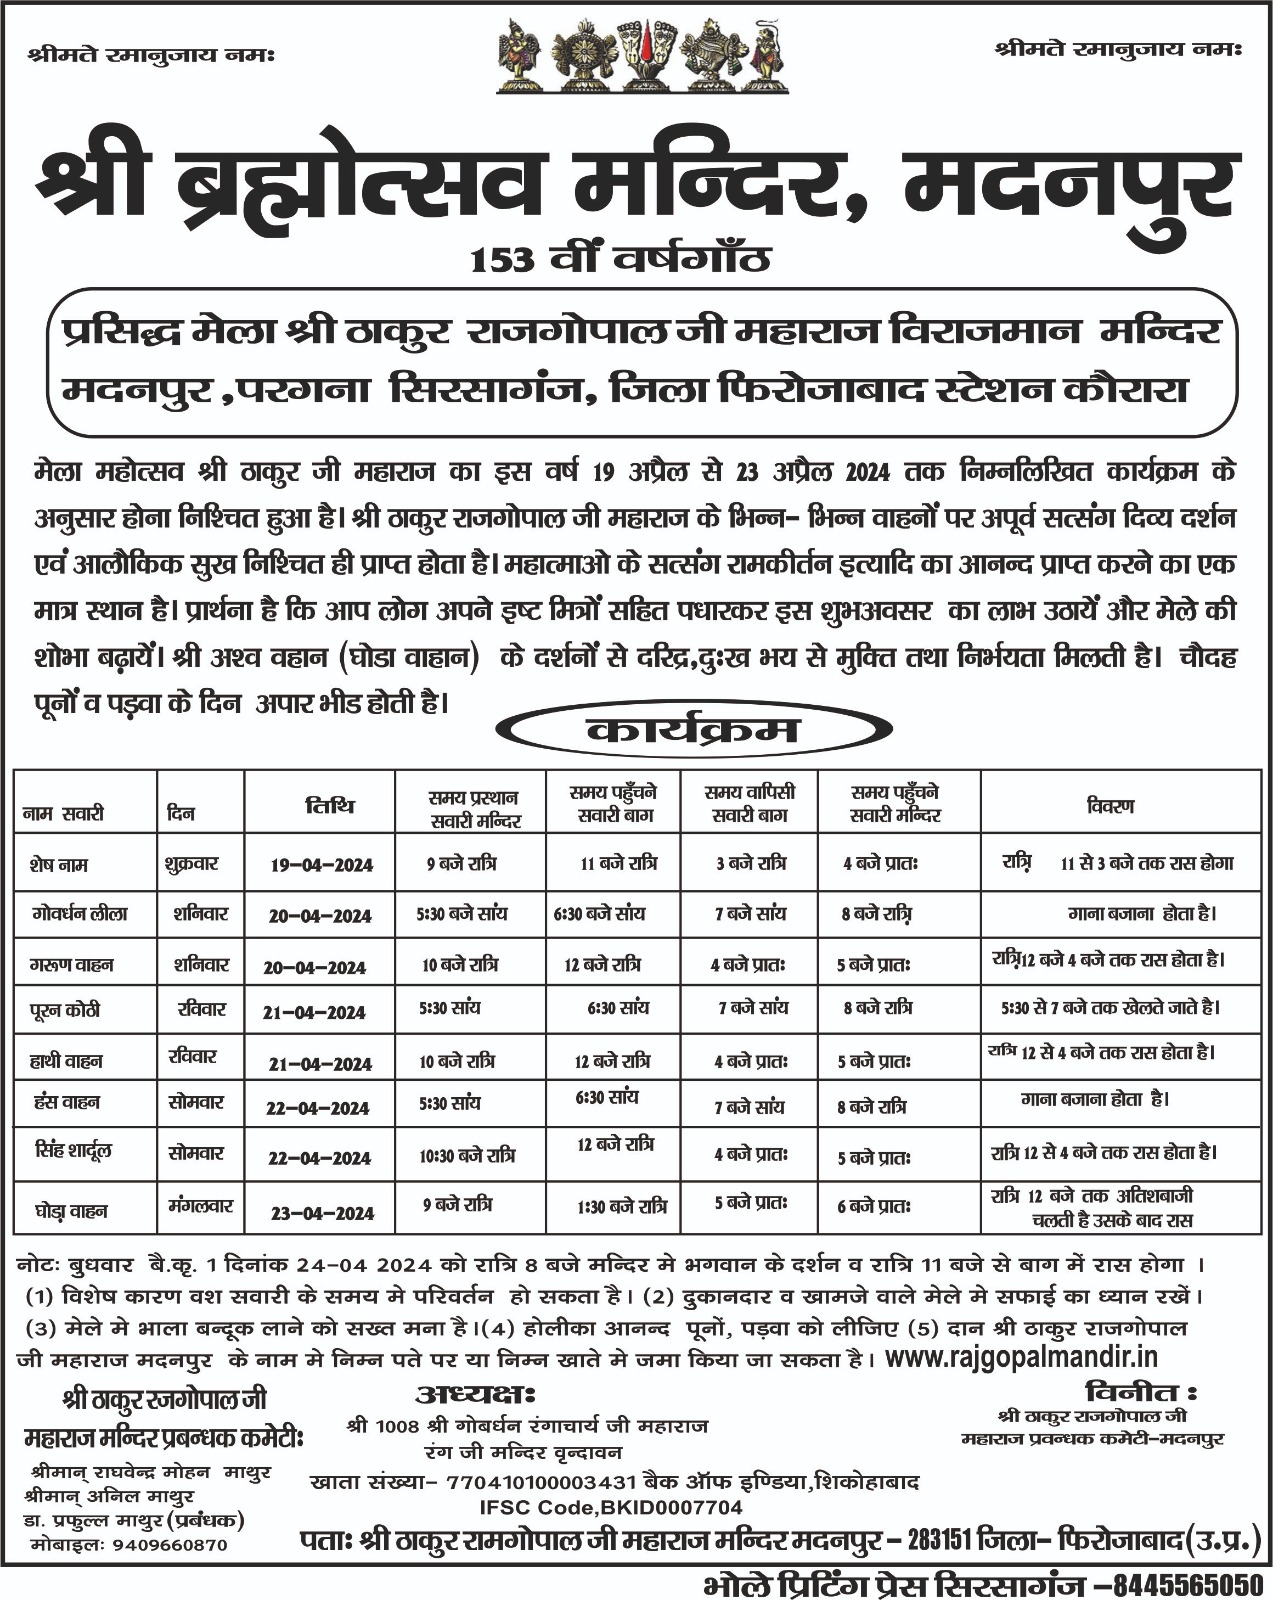 श्रीमते रमानुजाय नमः
श्रीमते रमानुजाय नमः
श्री ब्रह्मोत्सव मन्दिर, मदनपुर
153 वीं वर्षगाँठ
प्रसिद्ध मेला श्री ठाकुर राजगोपाल जी महाराज विराजमान मन्दिर
मदनपुर ,परगना सिरसागंज, जिला फिरोजाबाद स्टेशन कौरारा
मेला महोत्सव श्री ठाकुर जी महाराज का इस वर्ष 19 अप्रैल से 23 अप्रैल 2024 तक निम्नलिखित कार्यक्रम के
अनुसार होना निश्चित हुआ है। श्री ठाकुर राजगोपाल जी महाराज के भिन्न- भिन्न वाहनों पर अपूर्व सत्संग दिव्य दर्शन
एवं आलौकिक सुख निश्चित ही प्राप्त होता है। महात्माओ के सत्संग रामकीर्तन इत्यादि का आनन्द प्राप्त करने का एक
मात्र स्थान है। प्रार्थना है कि आप लोग अपने इष्ट मित्रों सहित पधारकर इस शुभअवसर का लाभ उठायें और मेले की
शोभा बढ़ायें। श्री अश्व वहान (घोडा वाहान) के दर्शनों से दरिद्र,दुःख भय से मुक्ति तथा निर्भयता मिलती है। चौदह
पूनों व पड़वा के दिन अपार भीड होती है।
कार्यक्रम
नाम सवारी दिन तिथि समय प्रस्थान सवारी मन्दिर समय पहुँचने सवारी बाग समय वापिसी सवारी बाग समय पहुँचने सवारी मन्दिर विवरण
शेष नाम शुक्रवार 19-04-2024 9 बजे रात्रि 11 बजे रात्रि 3 बजे रात्रि 4 बजे प्रातः रात्रि़ 11 से 3 बजे तक रास होगा
गोवर्धन लीला शनिवार 20-04-2024 5:30 बजे सांय 6:30 बजे सांय 7 बजे सांय 8 बजे रात्रि़ गाना बजाना होता है।
गरूण वाहन शनिवार 20-04-2024 10 बजे रात्रि 12 बजे रात्रि 4 बजे प्रातः 5 बजे प्रातः रात्रि़12 बजे 4 बजे तक रास होता है।
पूरन कोठी रविवार 21-04-2024 5:30 सांय 6:30 सांय 7 बजे सांय 8 बजे रात्रि 5:30 से 7 बजे तक खेलते जाते है।
हाथी वाहन रविवार 21-04-2024 10 बजे रात्रि 12 बजे रात्रि 4 बजे प्रातः 5 बजे प्रातः रात्रि 12 से 4 बजे तक रास होता है।
हंस वाहन सोमवार 22-04-2024 5:30 सांय 6:30 सांय 7 बजे सांय 8 बजे रात्रि गाना बजाना होता है।
सिंह शार्दूल सोमवार 22-04-2024 10:30 बजे रात्रि 12 बजे रात्रि 4 बजे प्रातः 5 बजे प्रातः रात्रि 12 से 4 बजे तक रास होता है।
घोड़ा वाहन मंगलवार 23-04-2024 9 बजे रात्रि 1:30 बजे रात्रि 5 बजे प्रातः 6 बजे प्रातः रात्रि 12 बजे तक अतिशबाजी चलती है उसके बाद रास
नोटः बुधवार बै.कृ. 1 दिनांक 24-04 2024 को रात्रि 8 बजे मन्दिर मे भगवान के दर्शन व रात्रि 11 बजे से बाग में रास होगा ।
(1) विशेष कारण वश सवारी के समय मे परिवर्तन हो सकता है। (2) दुकानदार व खामजे वाले मेले मे सफाई का ध्यान रखें।
(3) मेले मे भाला बन्दूक लाने को सख्त मना है।(4) होलीका आनन्द पूनों, पड़वा को लीजिए (5) दान श्री ठाकुर राजगोपाल
जी महाराज मदनपुर के नाम मे निम्न पते पर या निम्न खाते मे जमा किया जा सकता है। www.rajgopalmandir.in
श्री ठाकुर रजगोपाल जी
महाराज मन्दिर प्रबन्धक कमेटीः
श्रीमान् राघवेन्द्र मोहन माथुर
श्रीमान् अनिल माथुर
डा. प्रफुल्ल माथुर (प्रबंधक)
मोबाइलः 9409660870
अध्यक्षः
श्री 1008 श्री गोबर्धन रंगाचार्य जी महाराज
रंग जी मन्दिर वृन्दावन
खाता संख्या- 770410100003431 बैक ऑफ इण्डिया,शिकोहाबाद
IFSC Code,BKID0007704
विनीत :
श्री ठाकुर राजगोपाल जी
महाराज प्रवन्धक कमेटी-मदनपुर
पताः श्री ठाकुर रामगोपाल जी महाराज मन्दिर मदनपुर - 283151 जिला- फिरोजाबाद(उ.प्र.)
भोले प्रिटिंग प्रेस सिरसागंज -8445565050